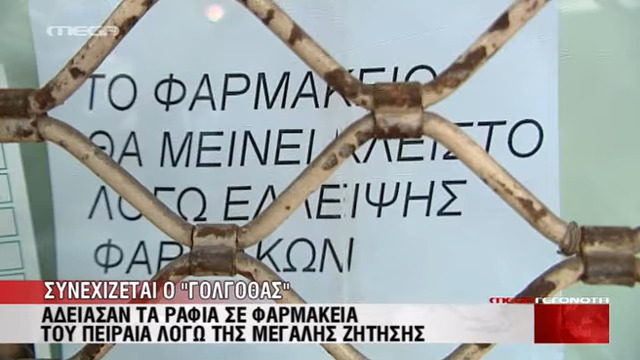 MEGA
ΤΟ ΦΑΡΜΑΚΕΙΟ
ΘΑ ΜΕΙΝΕΙ ΚΛΕΙΣΤΟ
ΛΟΓΩ ΕΛΛΕΙΨΗΣ
ΦΑΡΜΑΚΩΝ
ΣΥΝΕΧΙΖΕΤΑΙ Ο "ΓΟΛΓΟΘΑΣ"
ΑΔΕΙΑΣΑΝ ΤΑ ΡΑΦΙΑ ΣΕ ΦΑΡΜΑΚΕΙΑ
ΤΟΥ ΠΕΙΡΑΙΑ ΛΟΓΩ ΤΗΣ ΜΕΓΑΛΗΣ ΖΗΤΗΣΗΣ
MEGA ΓΕΓΟΝΟΤΑ